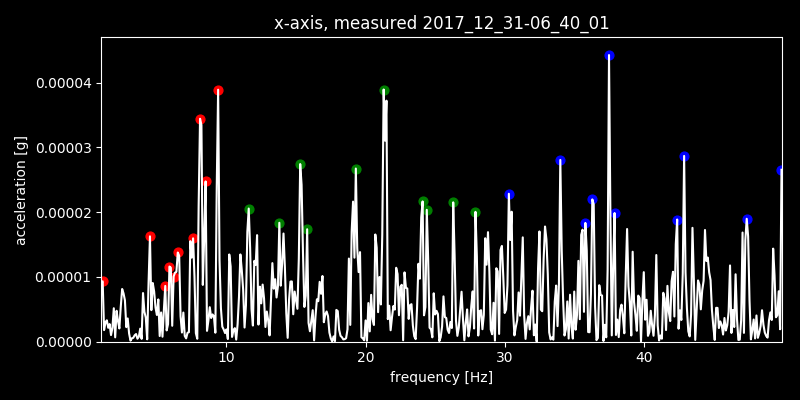 x-axis, measured 2017_12_31-06_40_01
0.00004
0.00003
0.00002
0.00001
0.00000
acceleration [g]
10 20 30 40
frequency [Hz]